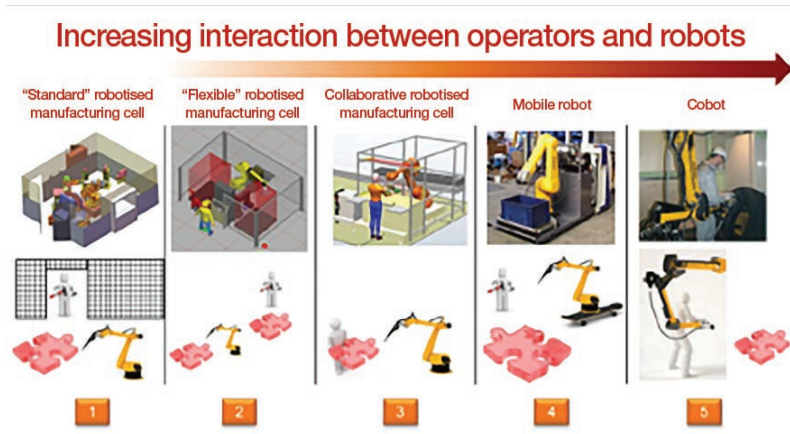 Increasing interaction between operators and robots
“Standard” robotised
manufacturing cell
“Flexible” robotised
manufacturing cell
Collaborative robotised
manufacturing cell
Mobile robot
Cobot
1
2
3
4
5